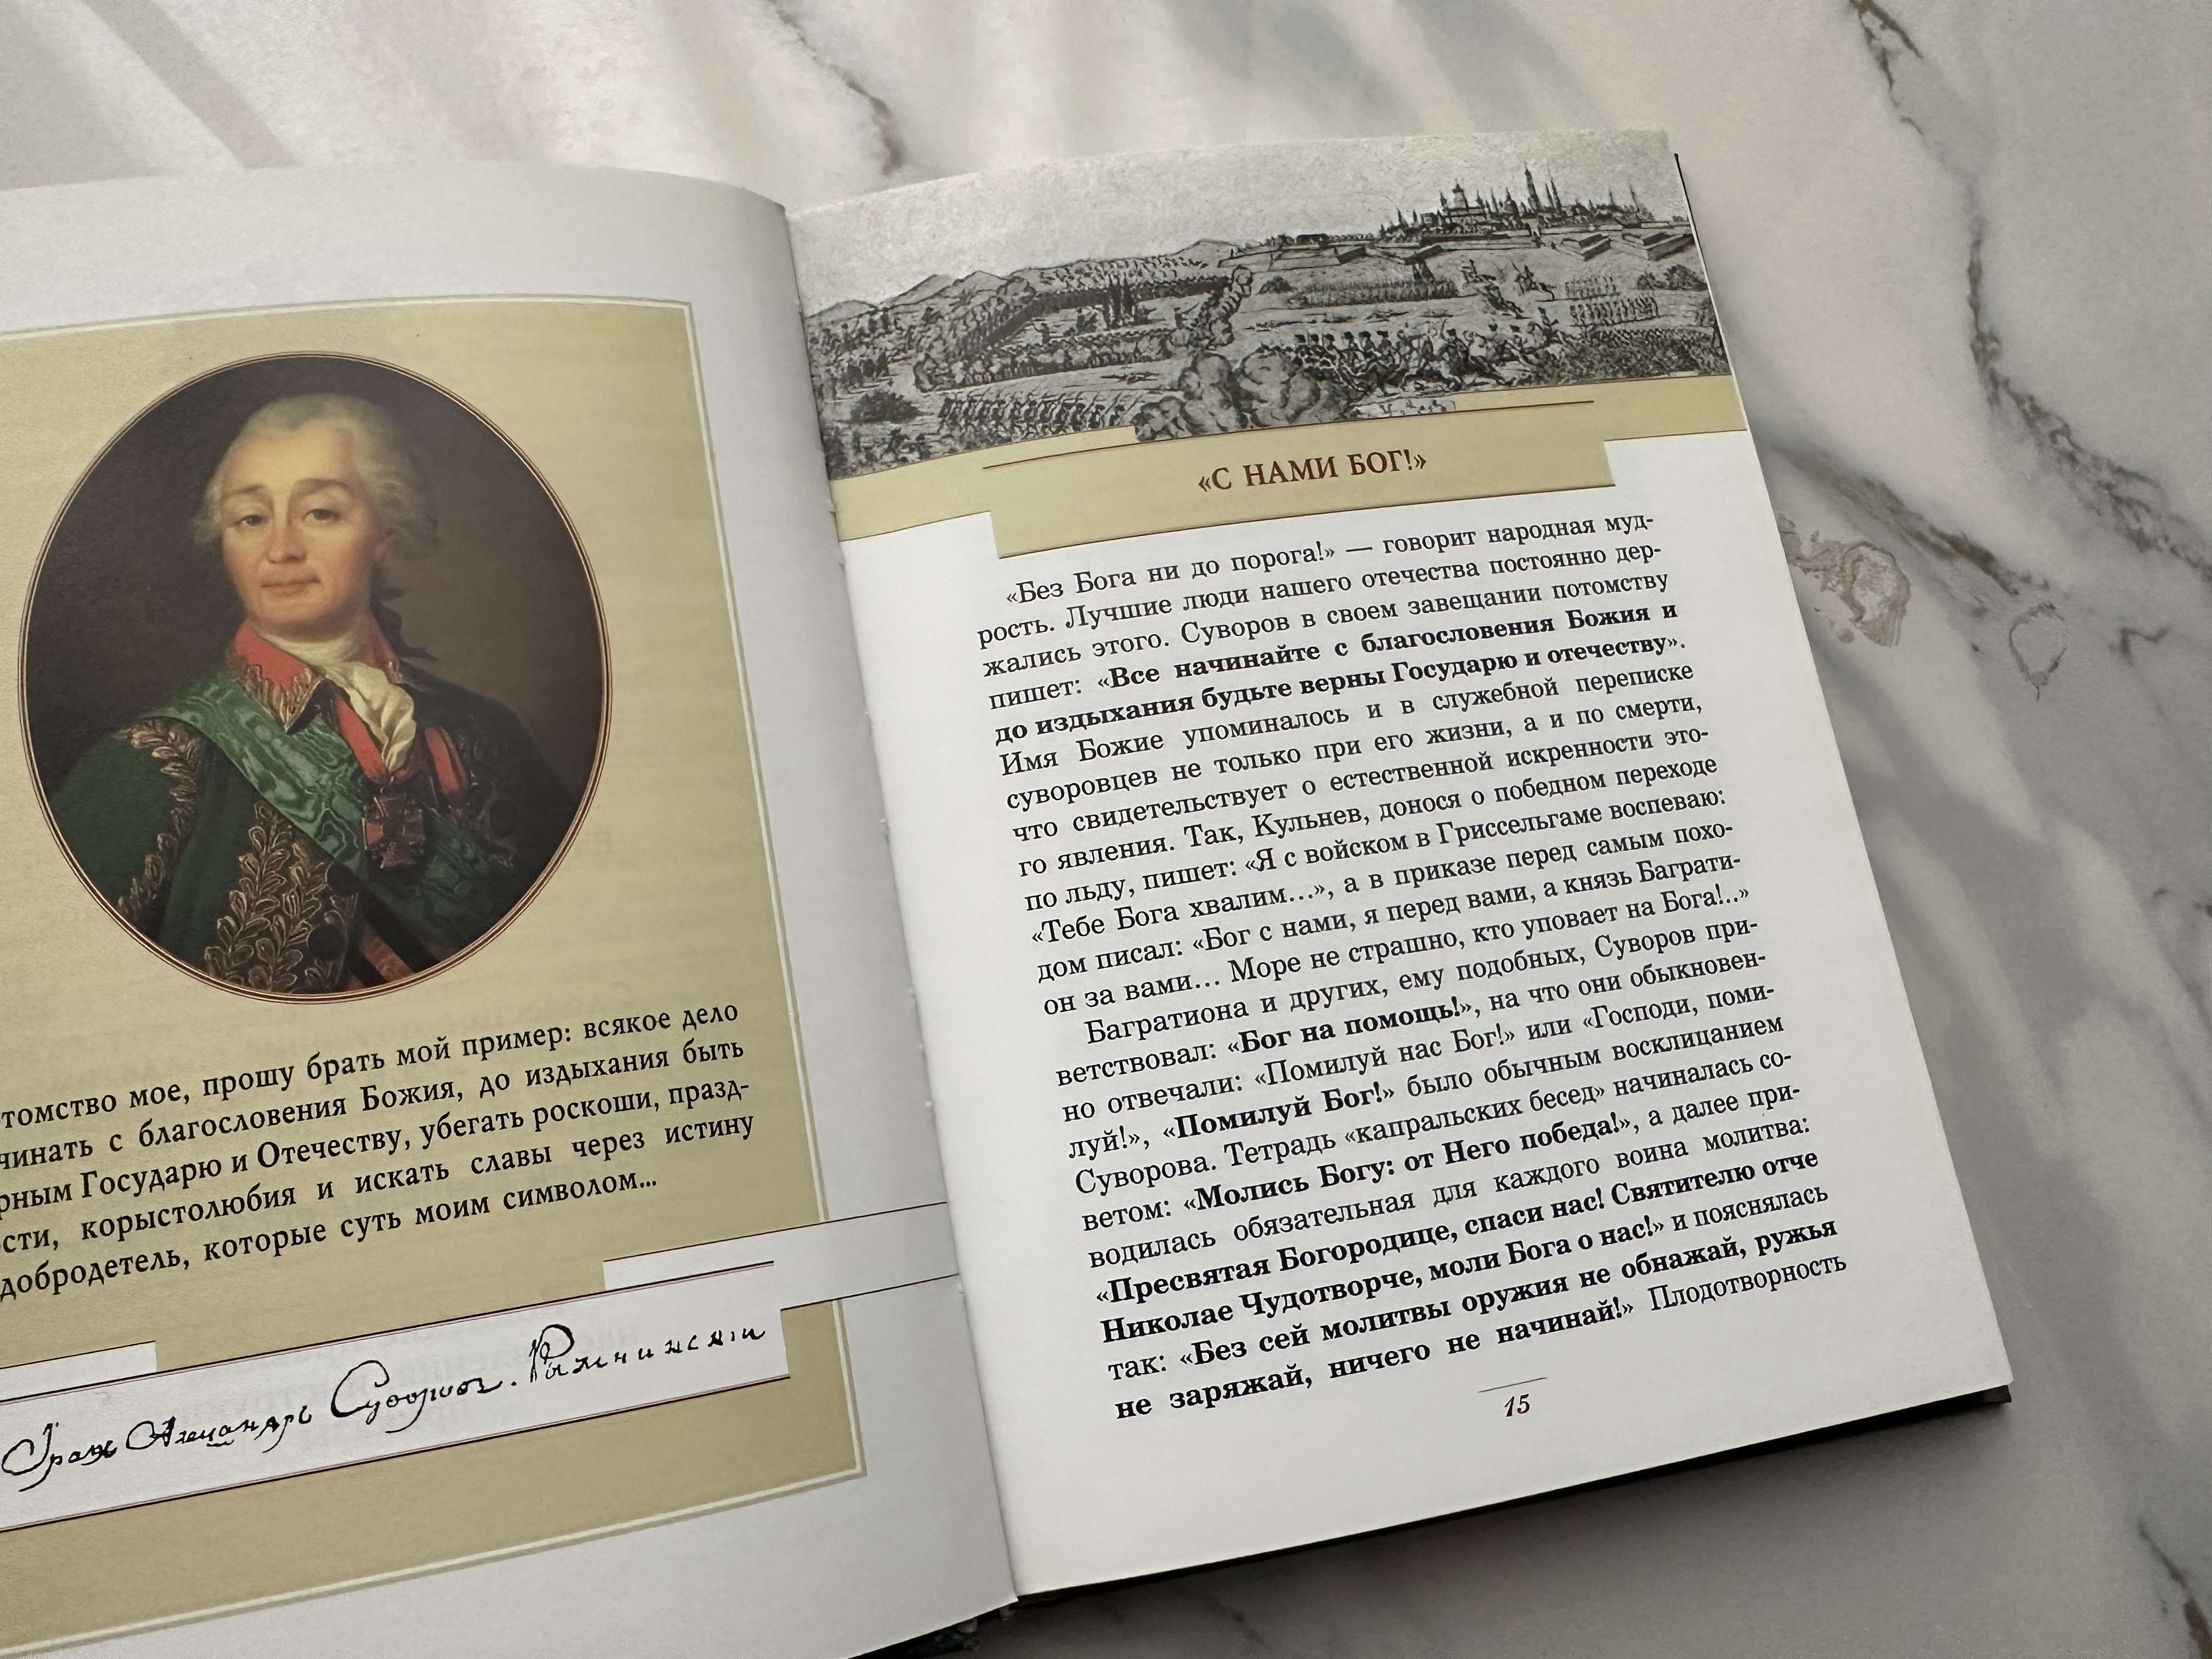 томство мое, прошу брать мой пример: всякое дело
чинать с благословения Божия, до издыхания быть
рным Государю и Отечеству, убегать роскоши, празд-
сти, корыстолюбия и искать славы через истину
добродетель, которые суть моим символом...
Графъ Александръ Суворов. Рымникский
«С НАМИ БОГ!»
«Без Бога ни до порога!» — говорит народная муд-
рость. Лучшие люди нашего отечества постоянно дер-
жались этого. Суворов в своем завещании потомству
пишет: «Все начинайте с благословения Божия и
до издыхания будьте верны Государю и отечеству».
Имя Божие упоминалось и в служебной переписке
суворовцев не только при его жизни, а и по смерти,
что свидетельствует о естественной искренности это-
го явления. Так, Кульнев, донося о победном переходе
по льду, пишет: «Я с войском в Гриссельгаме воспеваю:
«Тебе Бога хвалим...», а в приказе перед самым похо-
дом писал: «Бог с нами, я перед вами, а князь Баграти-
он за вами... Море не страшно, кто уповает на Бога!..»
Багратиона и других, ему подобных, Суворов при-
ветствовал: «Бог на помощь!», на что они обыкновен-
но отвечали: «Помилуй нас Бог!» или «Господи, поми-
луй!», «Помилуй Бог!» было обычным восклицанием
Суворова. Тетрадь «капральских бесед» начиналась со-
ветом: «Молись Богу: от Него победа!», а далее при-
водилась обязательная для каждого воина молитва:
«Пресвятая Богородице, спаси нас! Святителю отче
Николае Чудотворче, моли Бога о нас!» и пояснялась
так: «Без сей молитвы оружия не обнажай, ружья
не заряжай, ничего не начинай!» Плодотворность
15